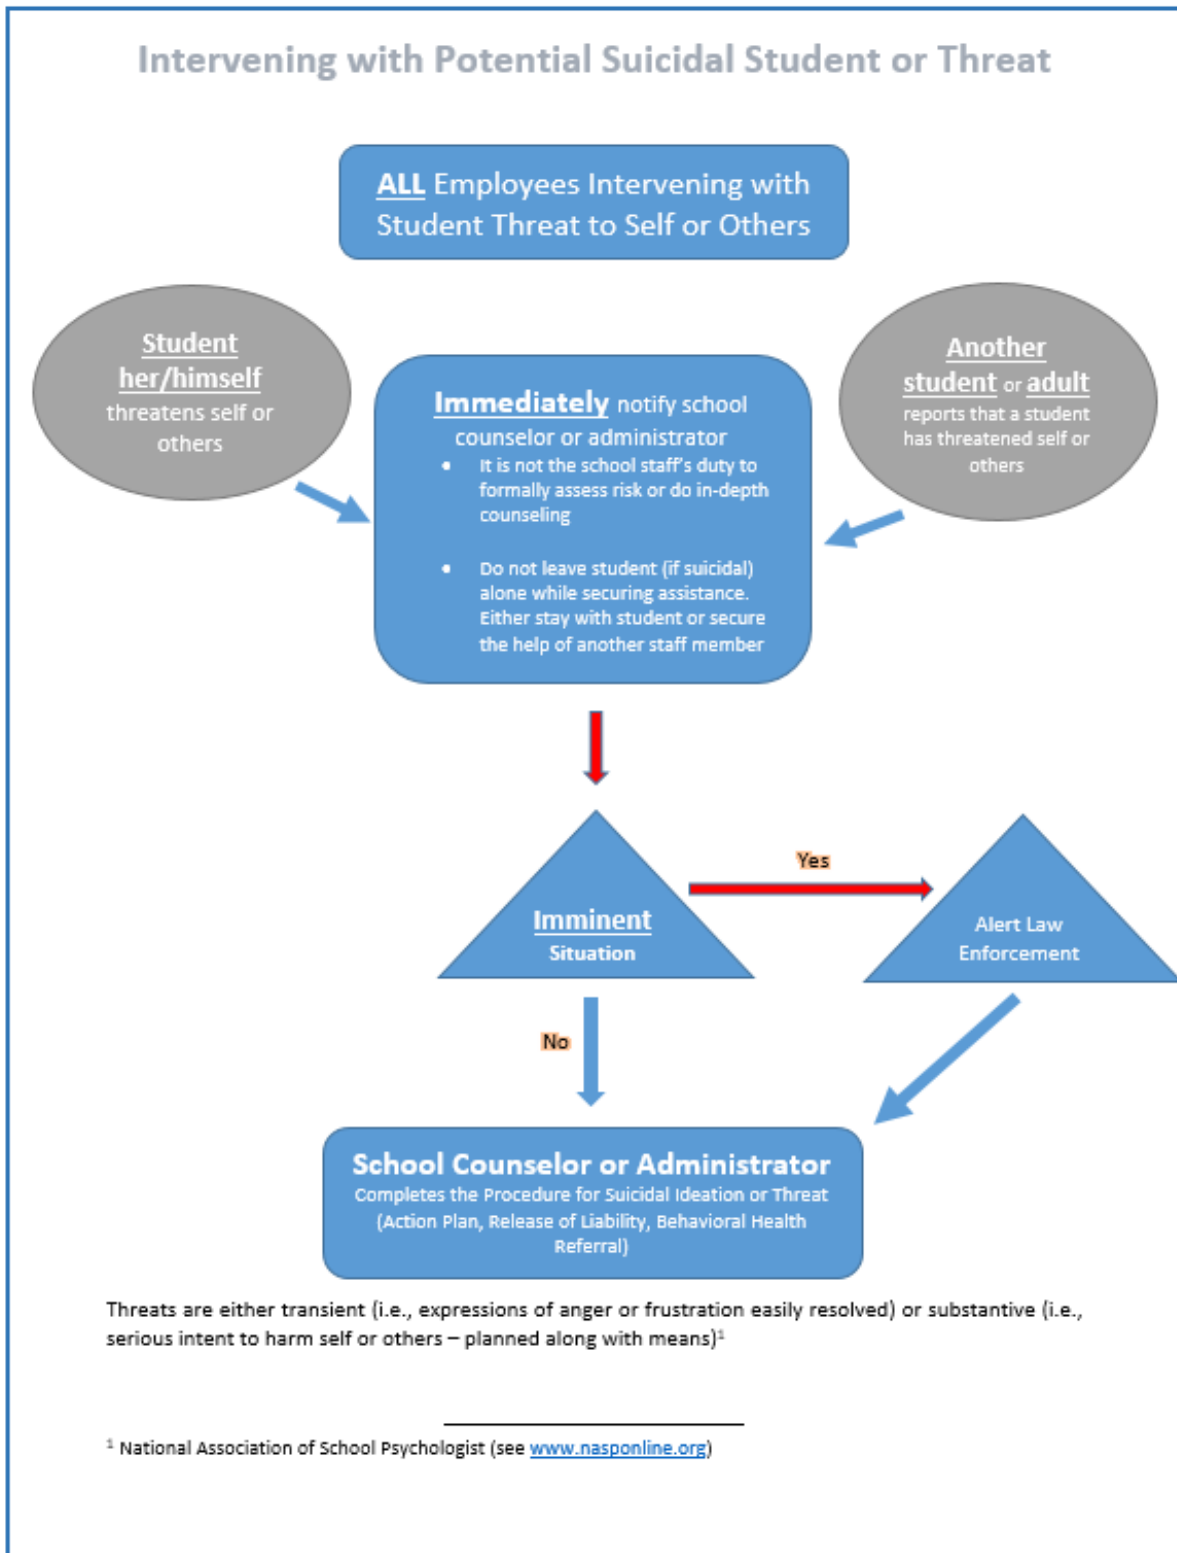 Intervening with Potential Suicidal Student or Threat
ALL Employees Intervening with
Student Threat to Self or Others
Student
her/himself
threatens self or
others
Another
student or adult
reports that a student
has threatened self or
others
Immediately notify school
counselor or administrator
• It is not the school staff's duty to
formally assess risk or do in-depth
counseling
• Do not leave student (if suicidal)
alone while securing assistance.
Either stay with student or secure
the help of another staff member
Imminent
Situation
Yes
Alert Law
Enforcement
No
School Counselor or Administrator
Completes the Procedure for Suicidal Ideation or Threat
(Action Plan, Release of Liability, Behavioral Health
Referral)
Threats are either transient (i.e., expressions of anger or frustration easily resolved) or substantive (i.e.,
serious intent to harm self or others – planned along with means)¹
¹ National Association of School Psychologist (see www.nasponline.org)